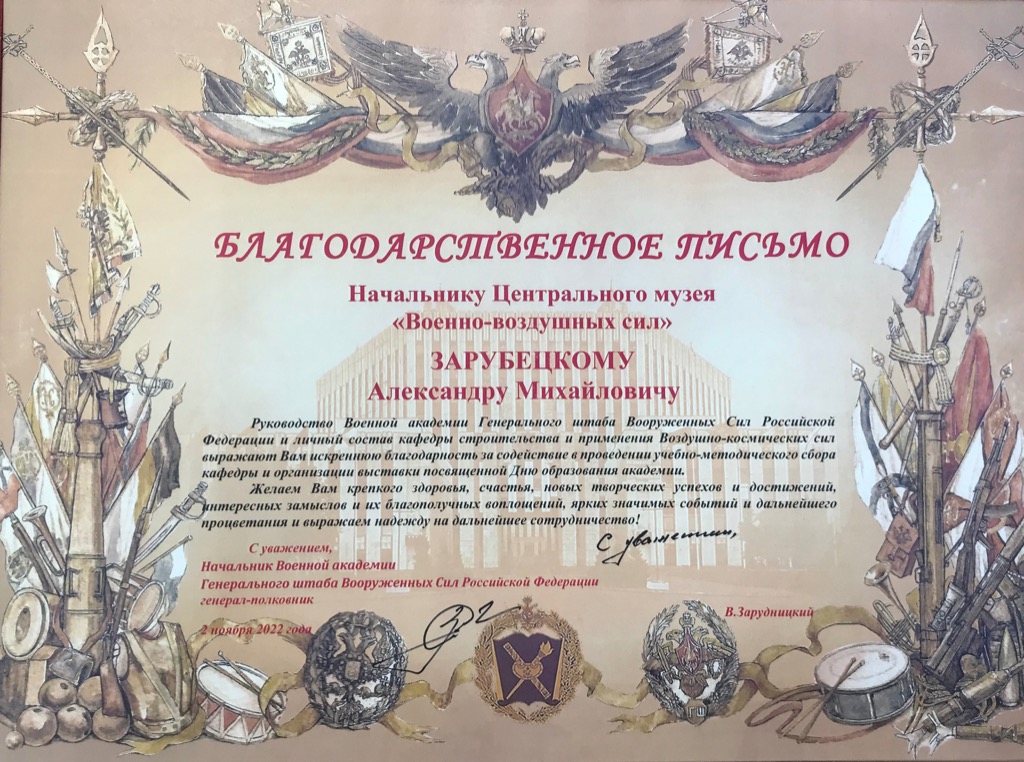 БЛАГОДАРСТВЕННОЕ ПИСЬМО
Начальнику Центрального музея
«Военно-воздушных сил»
ЗАРУБЕЦКОМУ
Александру Михайловичу
Руководство Военной академии Генерального штаба Вооруженных Сил Российской
Федерации и личный состав кафедры строительства и применения Воздушно-космических сил
выражают Вам искреннюю благодарность за содействие в проведении учебно-методического сбора
кафедры и организации выставки посвященной Дню образования академии.
Желаем Вам крепкого здоровья, счастья, новых творческих успехов и достижений,
интересных замыслов и их благополучных воплощений, ярких значимых событий и дальнейшего
процветания и выражаем надежду на дальнейшее сотрудничество!
С уважением,
С уважением,
Начальник Военной академии
Генерального штаба Вооруженных Сил Российской Федерации
генерал-полковник
В.Зарудницкий
2 ноября 2022 года
ГШ